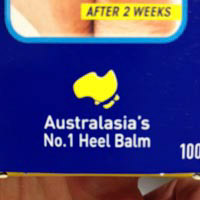 AFTER 2 WEEKS
Australasia's
No.1 Heel Balm
100